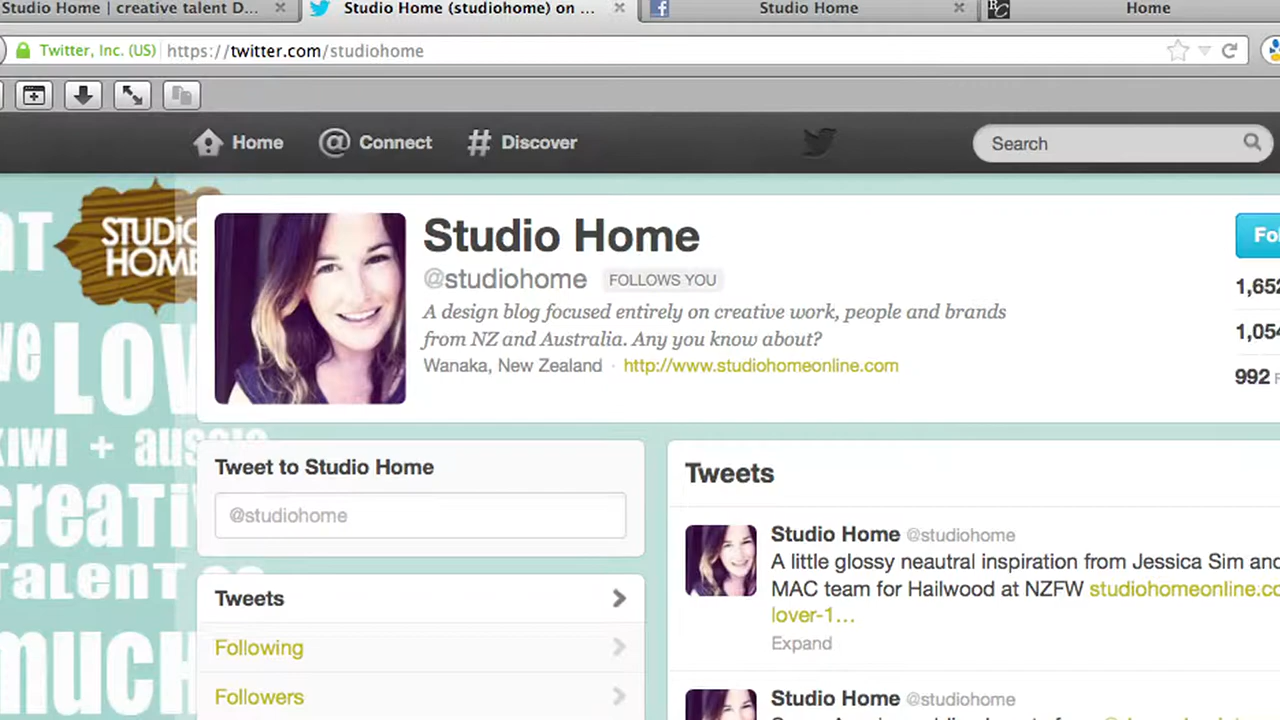 Studio Home | creative talent D...
Studio Home (studiohome) on ...
Studio Home
Home
Twitter, Inc. (US) https://twitter.com/studiohome
Home
Connect
Discover
Search
STUDiO
HOME
LOV
KIWI + aussie
creaTi
TaLenT
MUCH
Studio Home
@studiohome FOLLOWS YOU
A design blog focused entirely on creative work, people and brands
from NZ and Australia. Any you know about?
Wanaka, New Zealand · http://www.studiohomeonline.com
Fol
1,652
1,054
992 F
Tweet to Studio Home
@studiohome
Tweets
Following
Followers
Tweets
Studio Home @studiohome
A little glossy neautral inspiration from Jessica Sim and
MAC team for Hailwood at NZFW studiohomeonline.co
lover-1...
Expand
Studio Home @studiohome